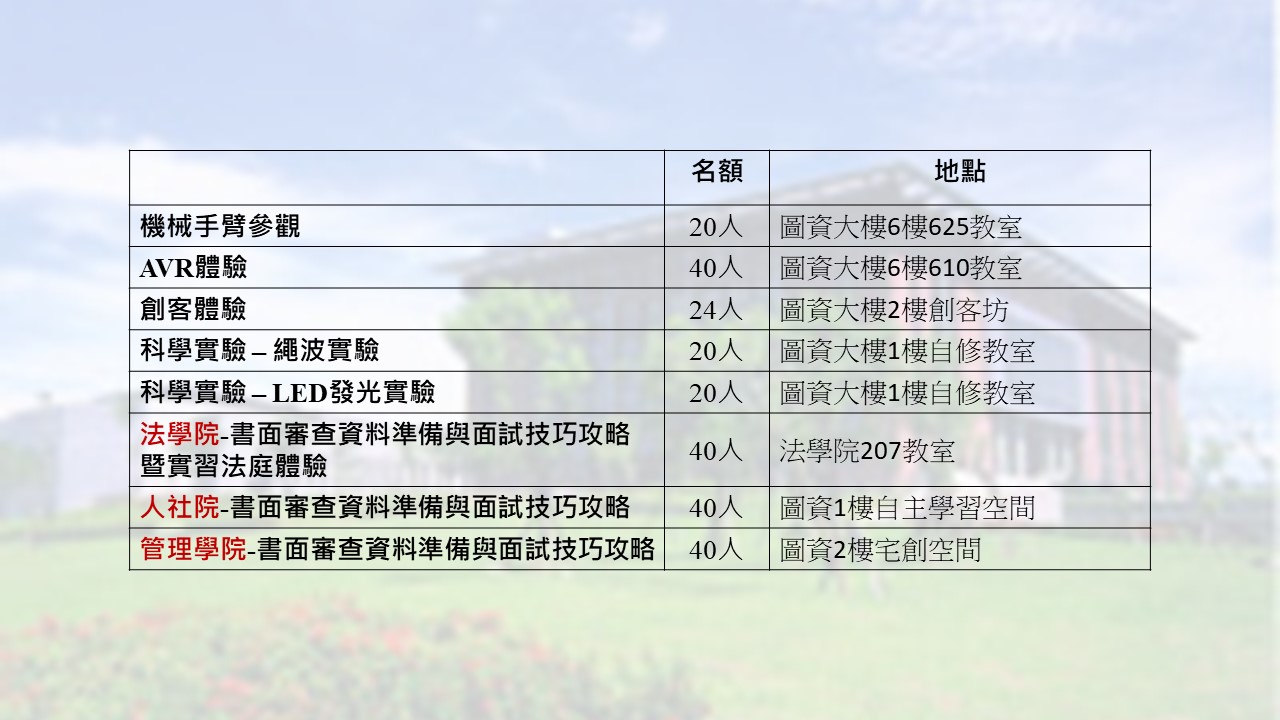 名額 地點
機械手臂參觀 20人 圖資大樓6樓625教室
AVR體驗 40人 圖資大樓6樓610教室
創客體驗 24人 圖資大樓2樓創客坊
科學實驗 – 繩波實驗 20人 圖資大樓1樓自修教室
科學實驗 – LED發光實驗 20人 圖資大樓1樓自修教室
法學院-書面審查資料準備與面試技巧攻略
暨實習法庭體驗 40人 法學院207教室
人社院-書面審查資料準備與面試技巧攻略 40人 圖資1樓自主學習空間
管理學院-書面審查資料準備與面試技巧攻略 40人 圖資2樓宅創空間